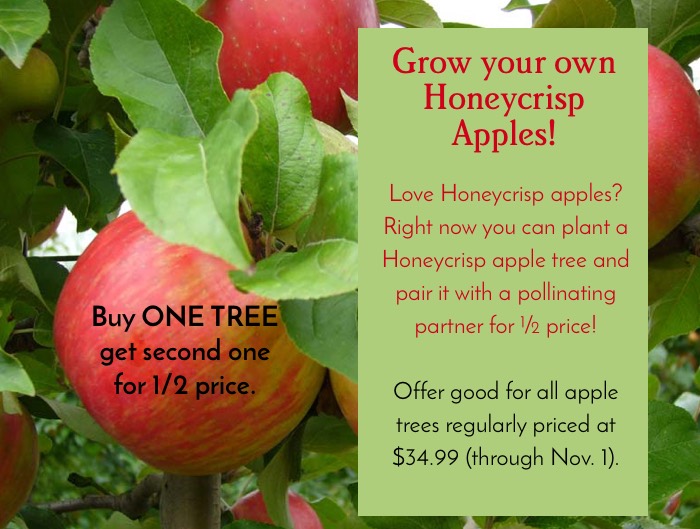 Grow your own
Honeycrisp
Apples!
Love Honeycrisp apples?
Right now you can plant a
Honeycrisp apple tree and
pair it with a pollinating
partner for ½ price!
Offer good for all apple
trees regularly priced at
$34.99 (through Nov. 1).
Buy ONE TREE
get second one
for 1/2 price.